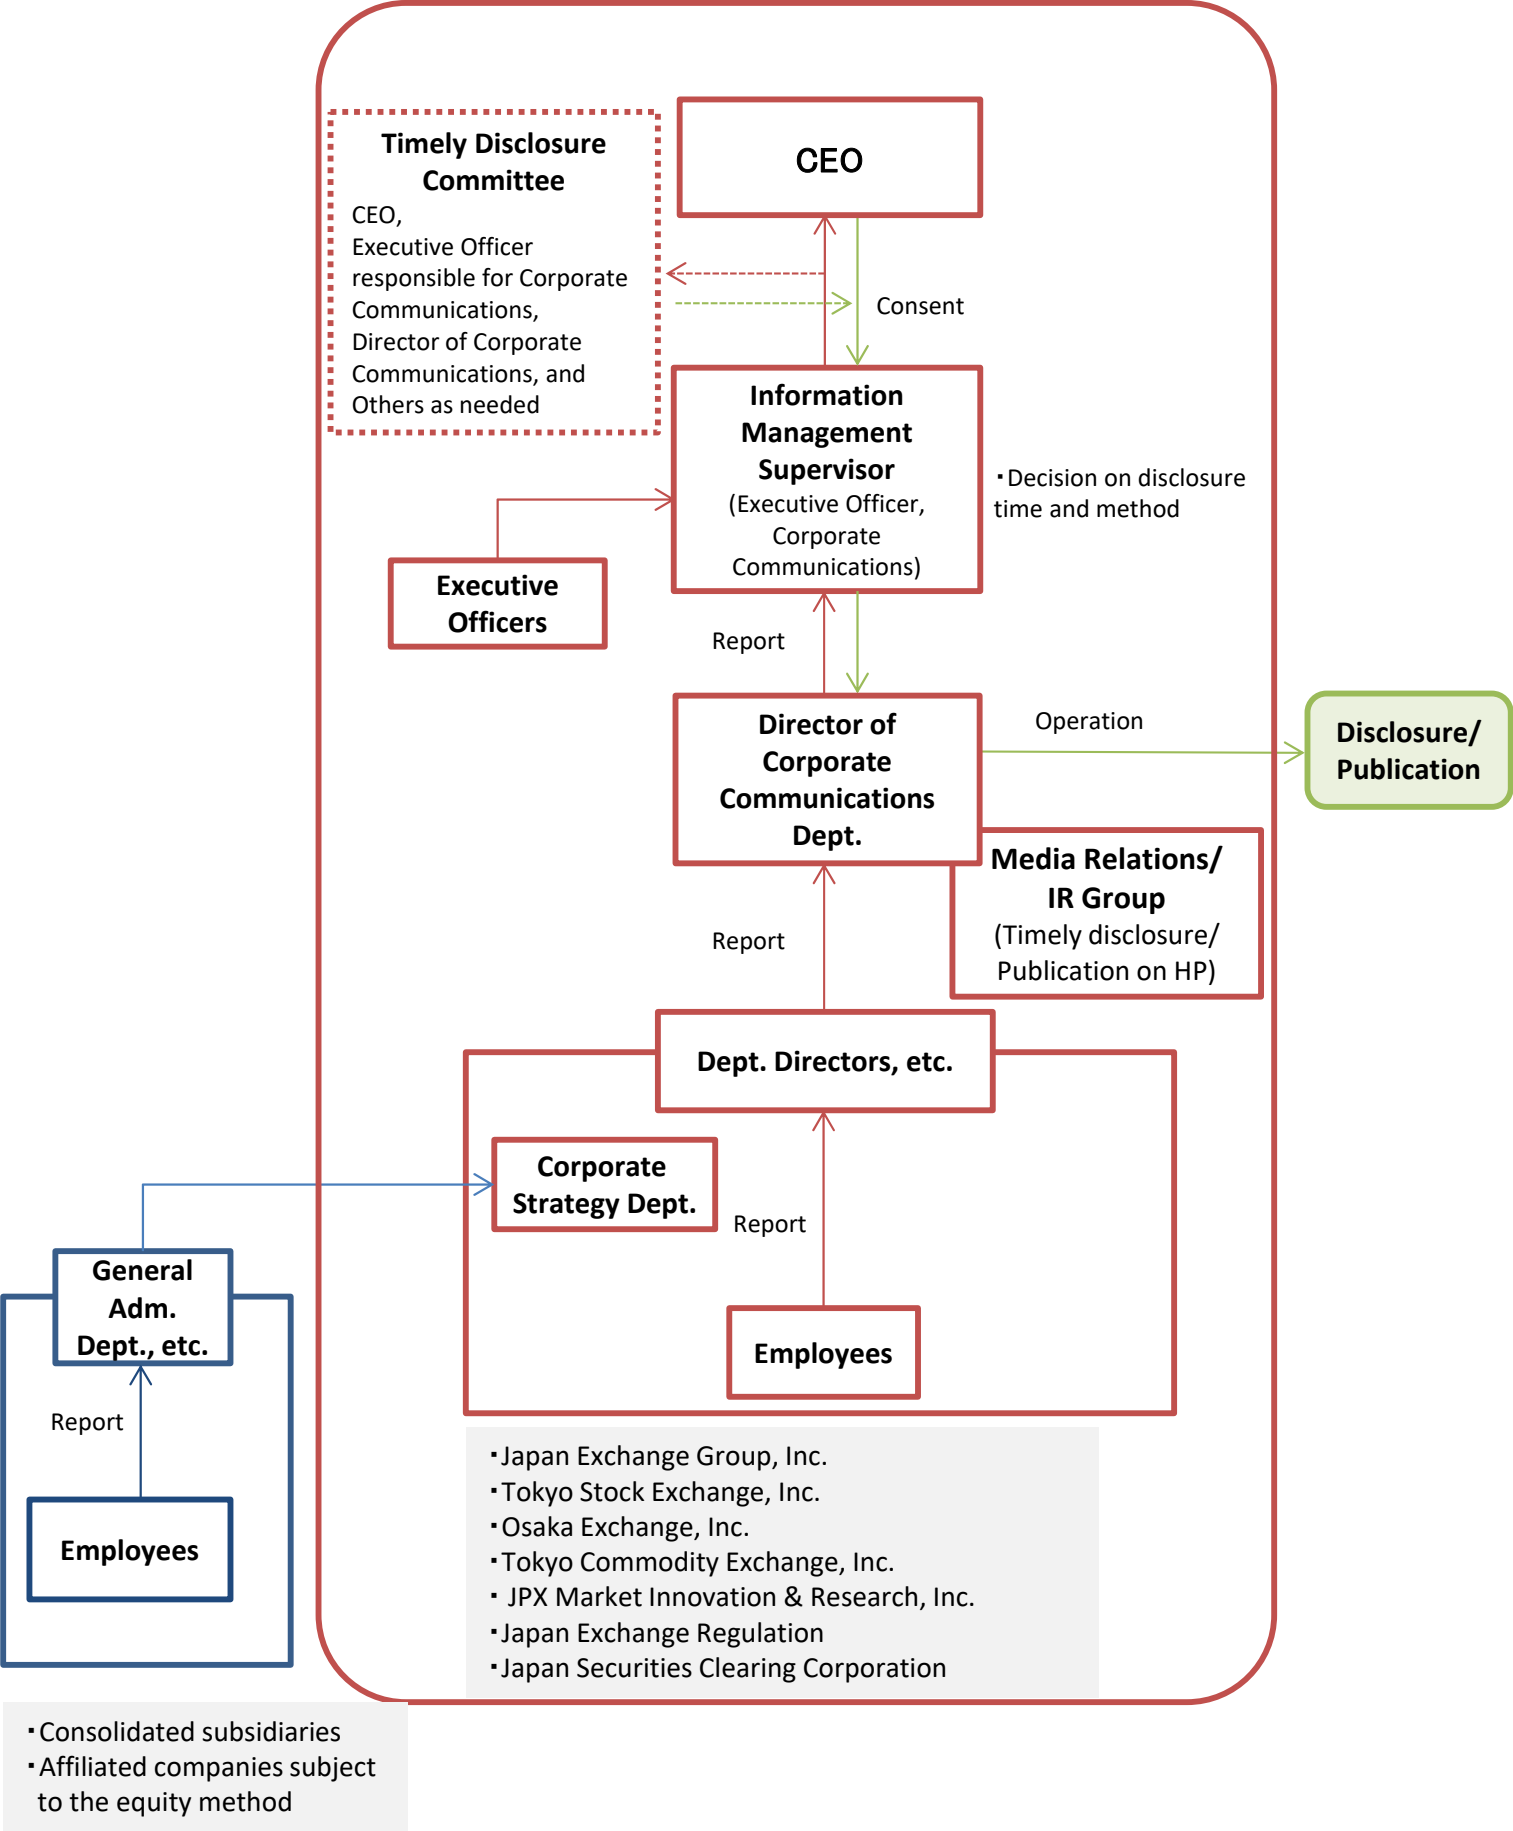 Timely Disclosure
Committee
CEO,
Executive Officer
responsible for Corporate
Communications,
Director of Corporate
Communications, and
Others as needed
CEO
Consent
Information
Management
Supervisor
(Executive Officer,
Corporate
Communications)
・Decision on disclosure
time and method
Executive
Officers
Report
Director of
Corporate
Communications
Dept.
Operation
Disclosure/
Publication
Media Relations/
IR Group
(Timely disclosure/
Publication on HP)
Report
Dept. Directors, etc.
Corporate
Strategy Dept.
Report
Employees
General
Adm.
Dept., etc.
Report
Employees
・Japan Exchange Group, Inc.
・Tokyo Stock Exchange, Inc.
・Osaka Exchange, Inc.
・Tokyo Commodity Exchange, Inc.
・ JPX Market Innovation & Research, Inc.
・Japan Exchange Regulation
・Japan Securities Clearing Corporation
・Consolidated subsidiaries
・Affiliated companies subject
to the equity method